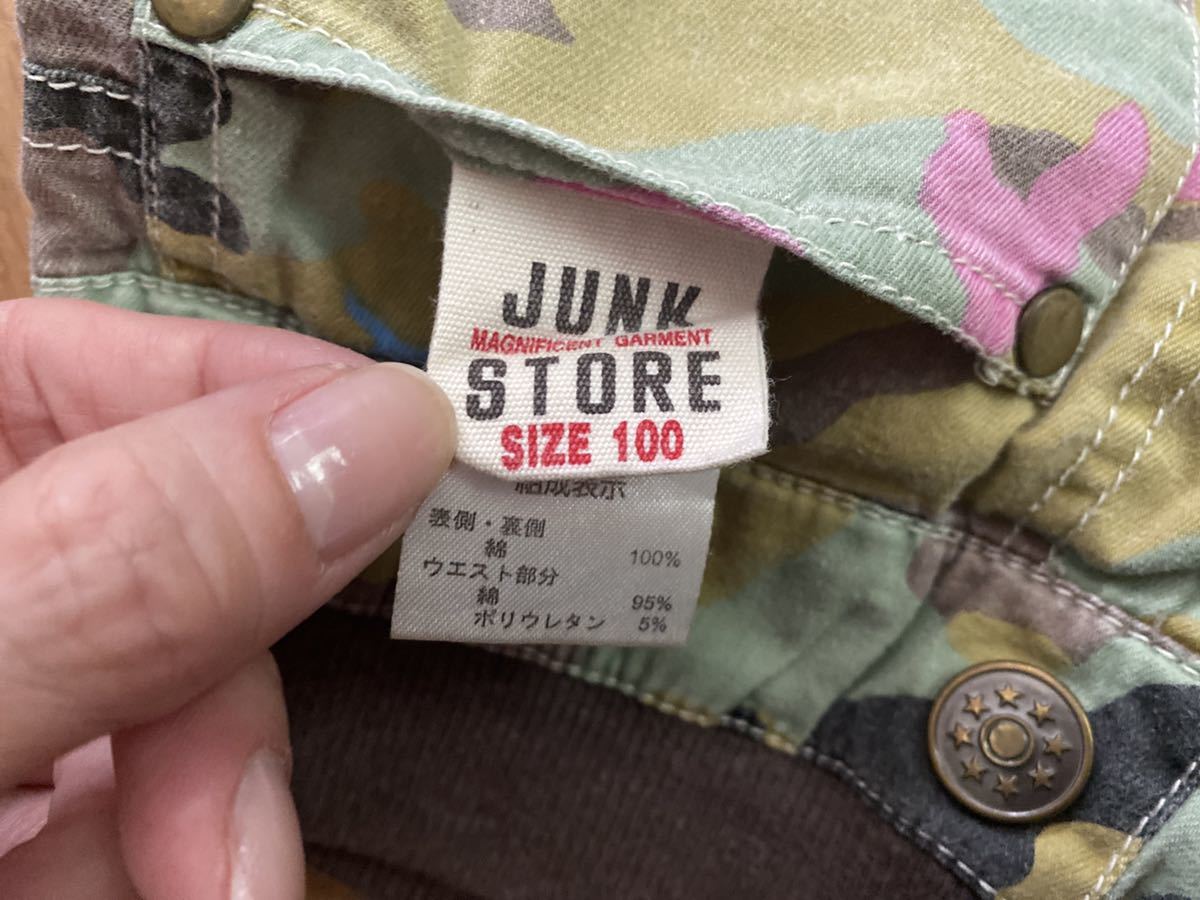 JUNK
MAGNIFICENT GARMENT
STORE
SIZE 100
組成表示
表側・裏側
綿 100%
ウエスト部分
綿 95%
ポリウレタン 5%